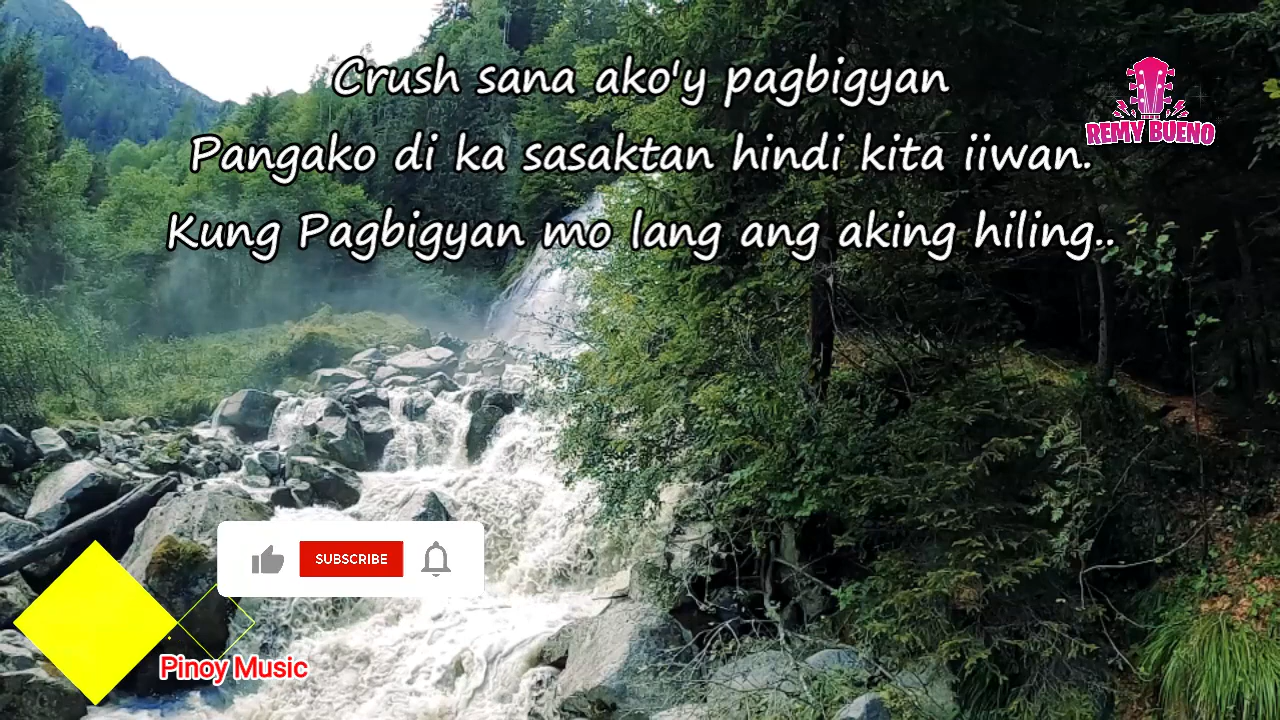 Crush sana ako'y pagbigyan
Pangako di ka sasaktan hindi kita iiwan.
Kung Pagbigyan mo lang ang aking hiling..
REMY BUENO
SUBSCRIBE
Pinoy Music